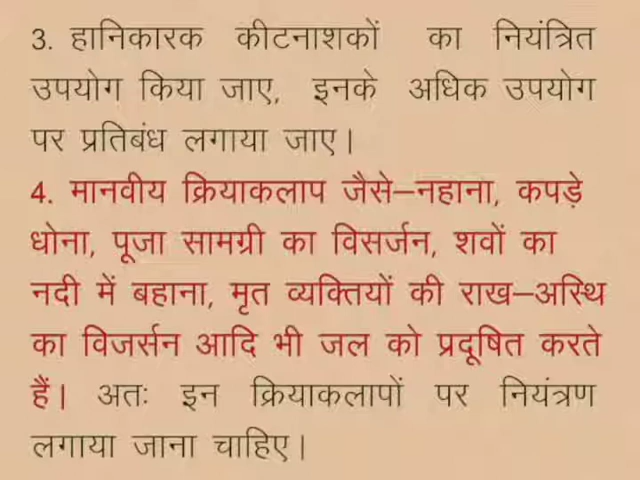 3. हानिकारक कीटनाशकों का नियंत्रित
उपयोग किया जाए, इनके अधिक उपयोग
पर प्रतिबंध लगाया जाए।
4. मानवीय क्रियाकलाप जैसे–नहाना, कपड़े
धोना, पूजा सामग्री का विसर्जन, शवों का
नदी में बहाना, मृत व्यक्तियों की राख–अस्थि
का विजर्सन आदि भी जल को प्रदूषित करते
हैं। अतः इन क्रियाकलापों पर नियंत्रण
लगाया जाना चाहिए।